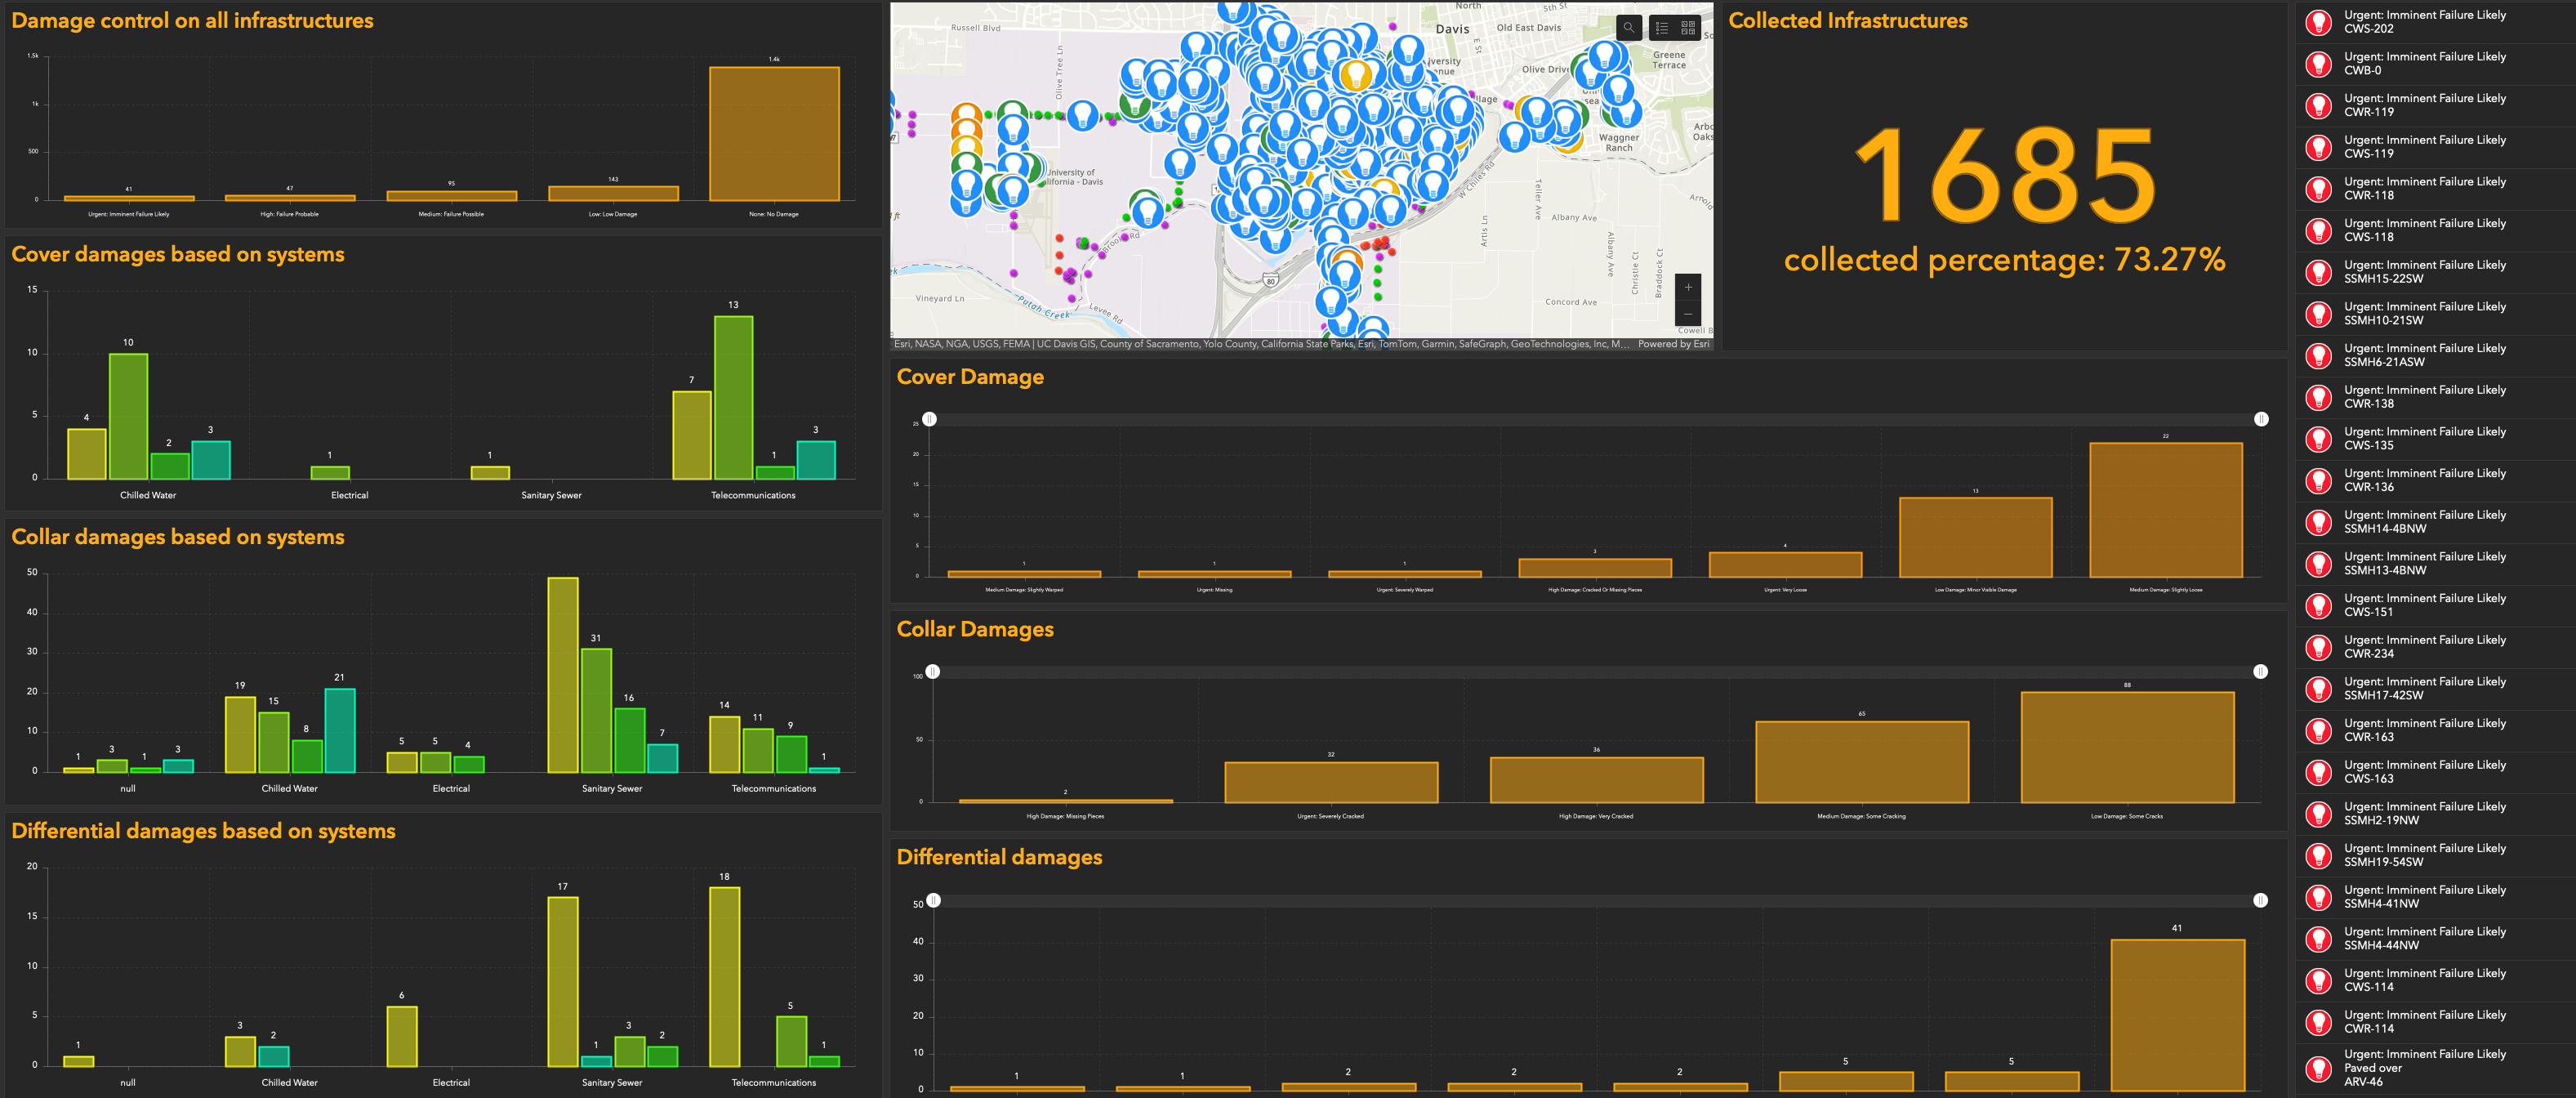 Damage control on all infrastructures
1.5k
1k
500
0
41
47
95
143
1.4k
Urgent: Imminent Failure Likely
High: Failure Probable
Medium: Failure Possible
Low: Low Damage
None: No Damage
Cover damages based on systems
15
10
5
0
4
10
2
3
1
1
7
13
1
3
Chilled Water
Electrical
Sanitary Sewer
Telecommunications
Collar damages based on systems
50
40
30
20
10
0
1
3
1
3
19
15
8
21
5
5
4
31
16
7
14
11
9
1
null
Chilled Water
Electrical
Sanitary Sewer
Telecommunications
Differential damages based on systems
20
15
10
5
0
1
3
2
6
17
1
3
2
18
5
1
null
Chilled Water
Electrical
Sanitary Sewer
Telecommunications
North
5th St
Davis
Old East Davis
E St
Russell Blvd
Olive Tree Ln
Olive Driv
Greene
Terrace
llage
Waggner
Ranch
Arbo
Oaks
University of
lifornia - Davis
W Chiles Rd
Teller Ave
Albany Ave
Albany Ave
Artis Ln
Arno
Christie Ct
Braddock Ct
Concord Ave
Cowell B
80
Vineyard Ln
Putah Creek
Levee Rd
Esri, NASA, NGA, USGS, FEMA | UC Davis GIS, County of Sacramento, Yolo County, California State Parks, Esri, TomTom, Garmin, SafeGraph, GeoTechnologies, Inc, M... Powered by Esri
Collected Infrastructures
1685
collected percentage: 73.27%
Cover Damage
25
20
15
10
5
0
1
1
1
3
4
13
22
Medium Damage: Slightly Warped
Urgent: Missing
Urgent: Severely Warped
High Damage: Cracked Or Missing Pieces
Urgent: Very Loose
Low Damage: Minor Visible Damage
Medium Damage: Slightly Loose
Collar Damages
100
50
0
2
32
36
65
88
High Damage: Missing Pieces
Urgent: Severely Cracked
High Damage: Very Cracked
Medium Damage: Some Cracking
Low Damage: Some Cracks
Differential damages
50
40
30
20
10
0
1
1
2
2
2
5
5
41
Urgent: Imminent Failure Likely
CWS-202
Urgent: Imminent Failure Likely
CWB-0
Urgent: Imminent Failure Likely
CWR-119
Urgent: Imminent Failure Likely
CWS-119
Urgent: Imminent Failure Likely
CWR-118
Urgent: Imminent Failure Likely
CWS-118
Urgent: Imminent Failure Likely
SSMH15-22SW
Urgent: Imminent Failure Likely
SSMH10-21SW
Urgent: Imminent Failure Likely
SSMH6-21ASW
Urgent: Imminent Failure Likely
CWR-138
Urgent: Imminent Failure Likely
CWS-135
Urgent: Imminent Failure Likely
CWR-136
Urgent: Imminent Failure Likely
SSMH14-4BNW
Urgent: Imminent Failure Likely
SSMH13-4BNW
Urgent: Imminent Failure Likely
CWS-151
Urgent: Imminent Failure Likely
CWR-234
Urgent: Imminent Failure Likely
SSMH17-42SW
Urgent: Imminent Failure Likely
CWR-163
Urgent: Imminent Failure Likely
CWS-163
Urgent: Imminent Failure Likely
SSMH2-19NW
Urgent: Imminent Failure Likely
SSMH19-54SW
Urgent: Imminent Failure Likely
SSMH4-41NW
Urgent: Imminent Failure Likely
SSMH4-44NW
Urgent: Imminent Failure Likely
CWS-114
Urgent: Imminent Failure Likely
CWR-114
Urgent: Imminent Failure Likely
Paved over
ARV-46